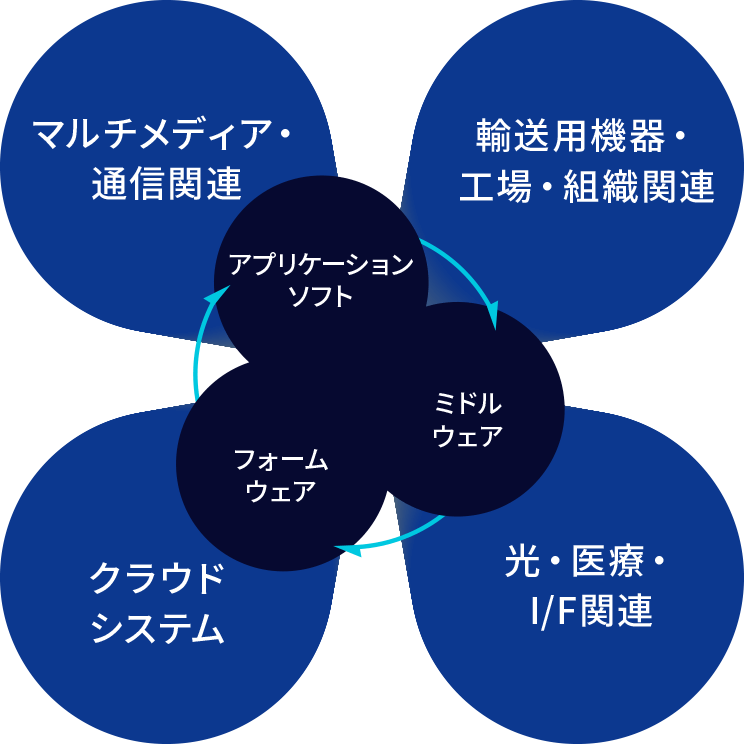 マルチメディア・
通信関連
輸送用機器・
工場・組織関連
アプリケーション
ソフト
ミドル
ウェア
フォーム
ウェア
クラウド
システム
光・医療・
I/F関連